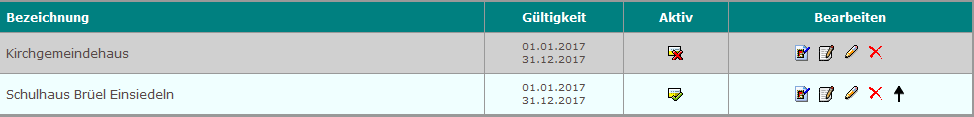 Bezeichnung Gültigkeit Aktiv Bearbeiten
Kirchgemeindehaus 01.01.2017
31.12.2017
Schulhaus Brüel Einsiedeln 01.01.2017
31.12.2017